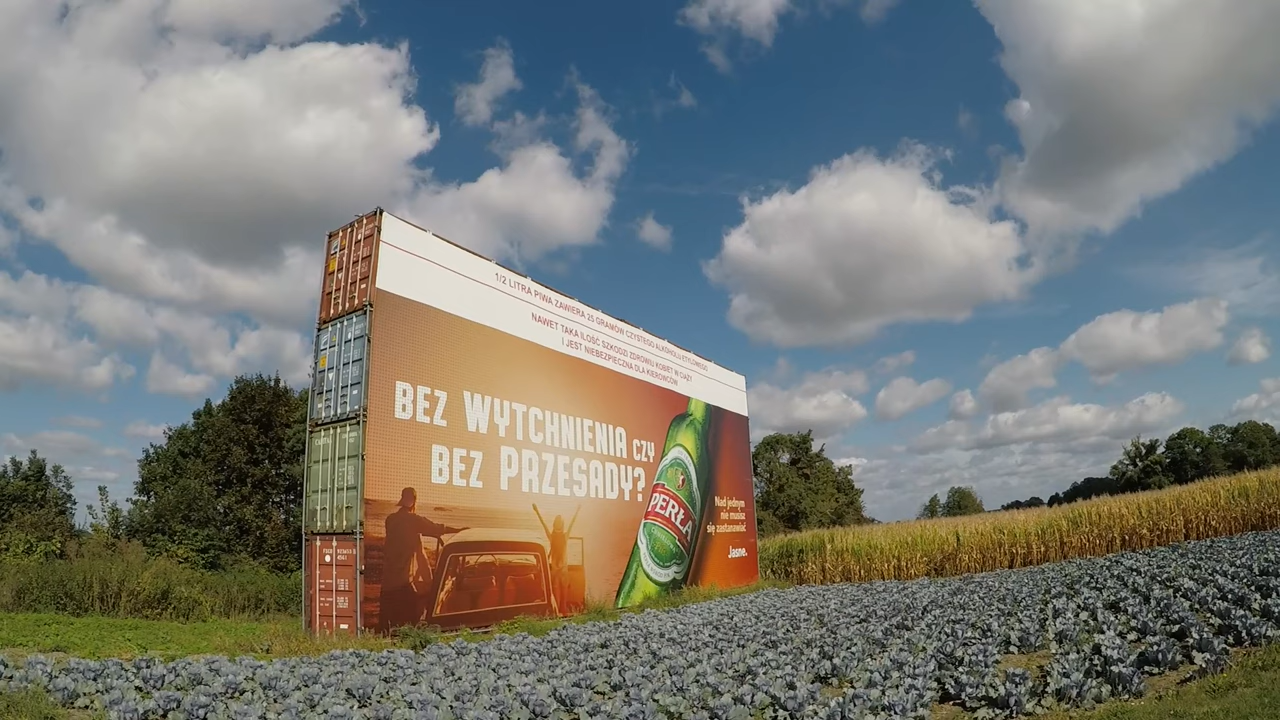 1/2 LITRA PIWA ZAWIERA 25 GRAMÓW CZYSTEGO ALKOHOLU ETYLOWEGO
NAWET TAKA ILOŚĆ SZKODZI ZDROWIU KOBIET W CIĄŻY
I JEST NIEBEZPIECZNA DLA KIEROWCÓW
BEZ WYTCHNIENIA CZY
BEZ PRZESADY?
PERŁA
Nad jednym
nie musisz
się zastanawiać
Jasne.